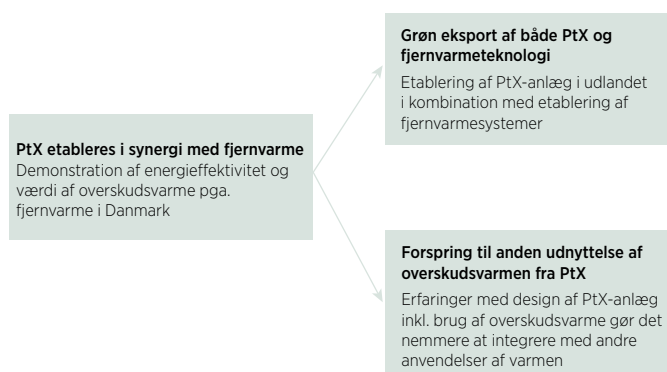 PtX etableres i synergi med fjernvarme
Demonstration af energieffektivitet og
værdi af overskudsvarme pga.
fjernvarme i Danmark
Grøn eksport af både PtX og
fjernvarmeteknologi
Etablering af PtX-anlæg i udlandet
i kombination med etablering af
fjernvarmesystemer
Forspring til anden udnyttelse af
overskudsvarmen fra PtX
Erfaringer med design af PtX-anlæg
inkl. brug af overskudsvarme gør det
nemmere at integrere med andre
anvendelser af varmen